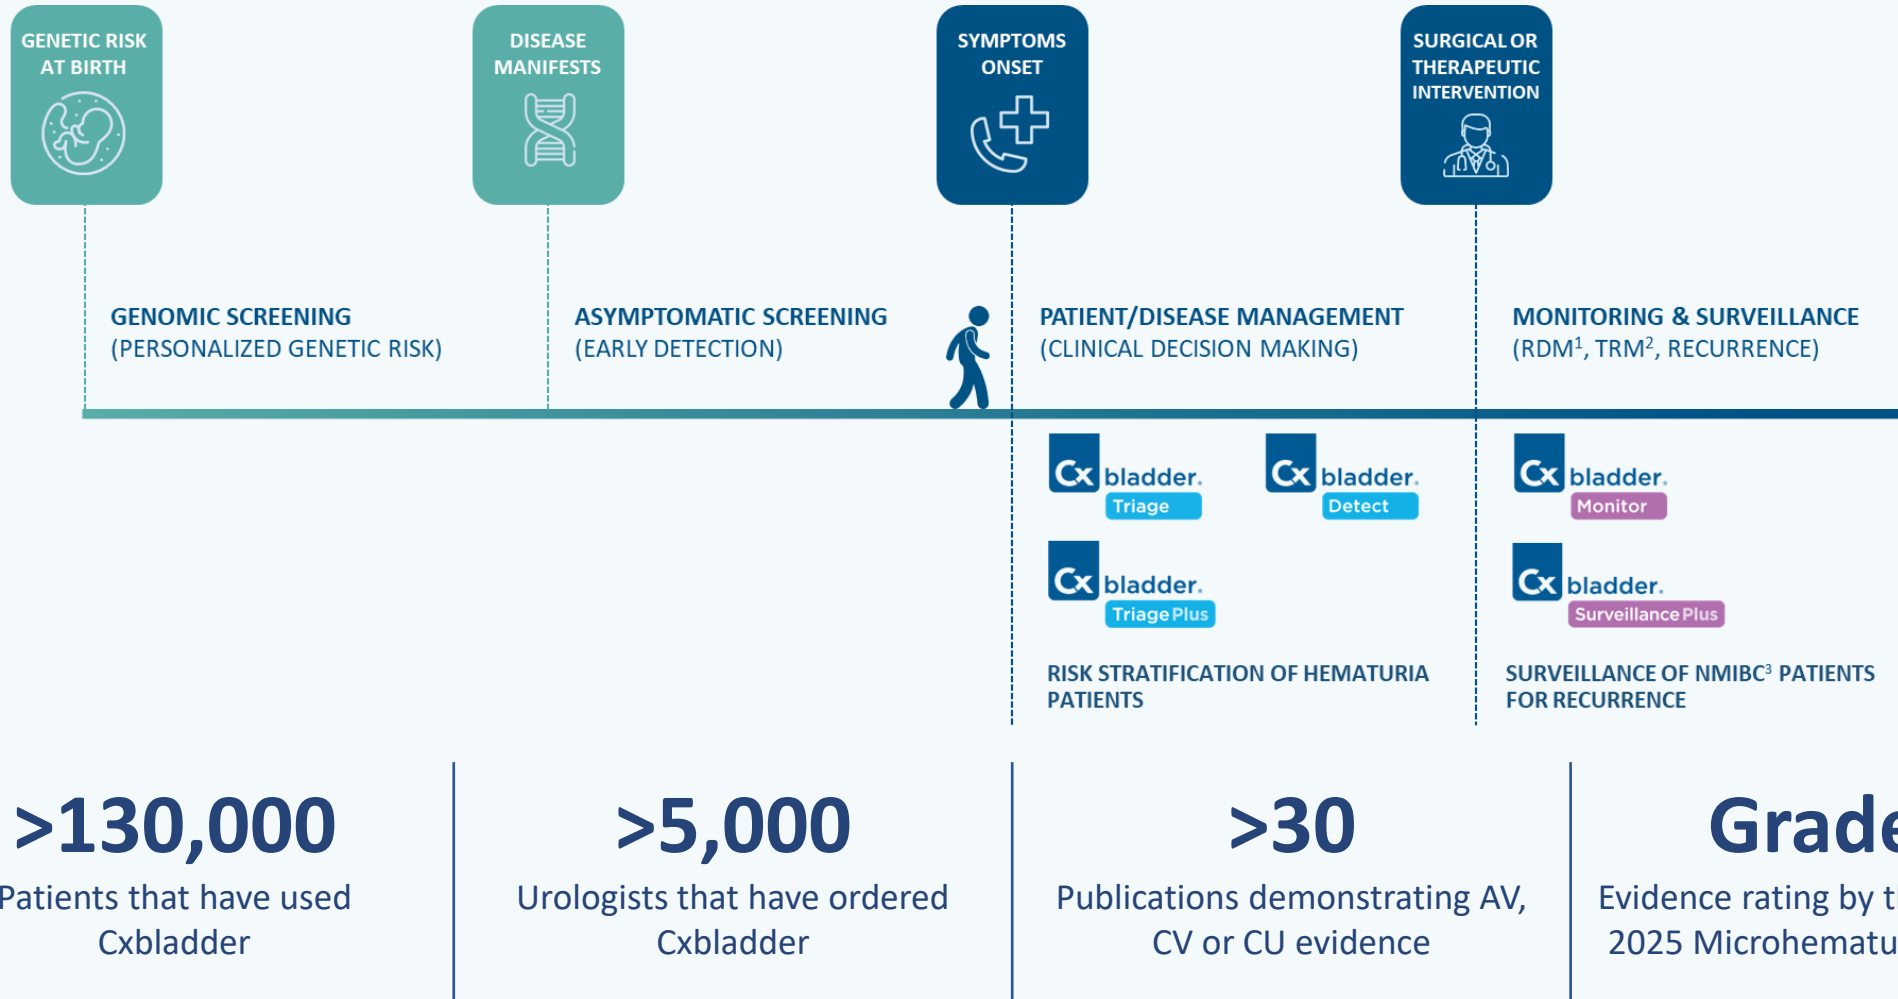 GENETIC RISK
AT BIRTH
DISEASE
MANIFESTS
SYMPTOMS
ONSET
SURGICAL OR
THERAPEUTIC
INTERVENTION
GENOMIC SCREENING
(PERSONALIZED GENETIC RISK)
ASYMPTOMATIC SCREENING
(EARLY DETECTION)
PATIENT/DISEASE MANAGEMENT
(CLINICAL DECISION MAKING)
MONITORING & SURVEILLANCE
(RDM¹, TRM², RECURRENCE)
Cx bladder.
Triage
Cx bladder.
Detect
Cx bladder.
Monitor
Cx bladder.
Triage Plus
Cx bladder.
Surveillance Plus
RISK STRATIFICATION OF HEMATURIA
PATIENTS
SURVEILLANCE OF NMIBC³ PATIENTS
FOR RECURRENCE
>130,000
Patients that have used
Cxbladder
>5,000
Urologists that have ordered
Cxbladder
>30
Publications demonstrating AV,
CV or CU evidence
Grade
Evidence rating by
2025